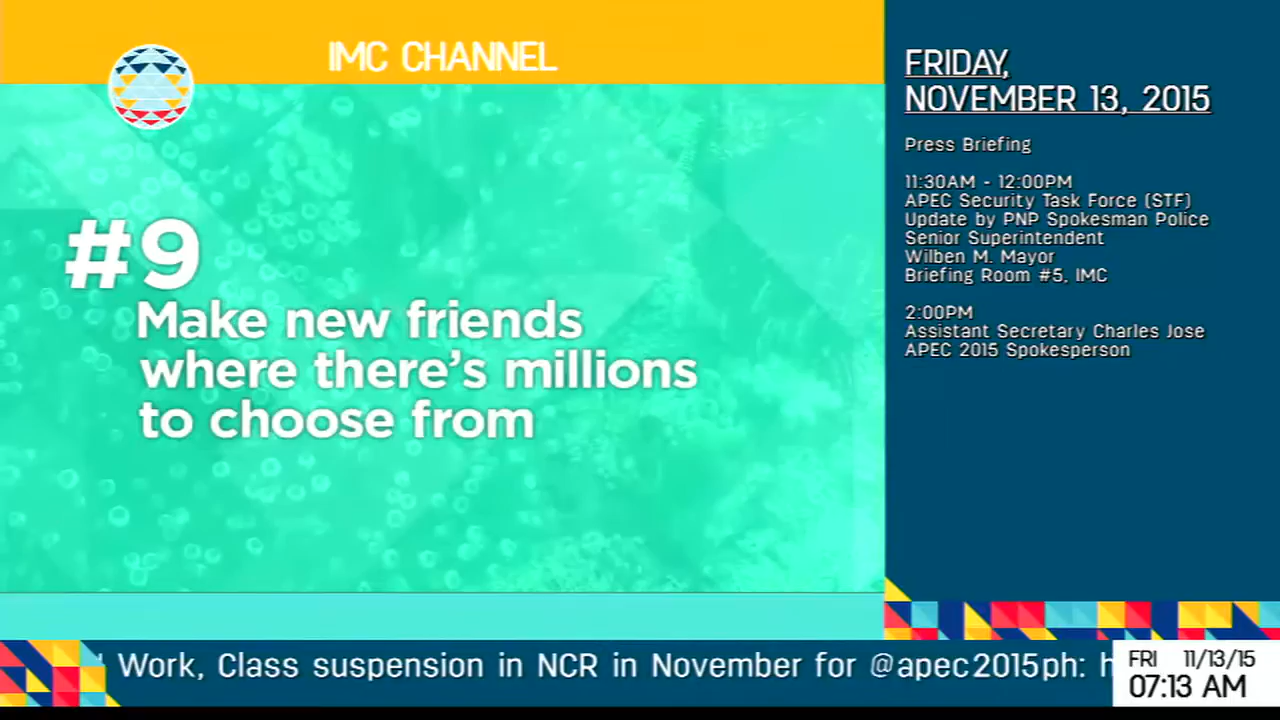 IMC CHANNEL
#9
Make new friends
where there's millions
to choose from
FRIDAY,
NOVEMBER 13, 2015
Press Briefing
11:30AM - 12:00PM
APEC Security Task Force (STF)
Update by PNP Spokesman Police
Senior Superintendent
Wilben M. Mayor
Briefing Room #5, IMC
2:00PM
Assistant Secretary Charles Jose
APEC 2015 Spokesperson
Work, Class suspension in NCR in November for @apec2015ph:
FRI 11/13/15
07:13 AM